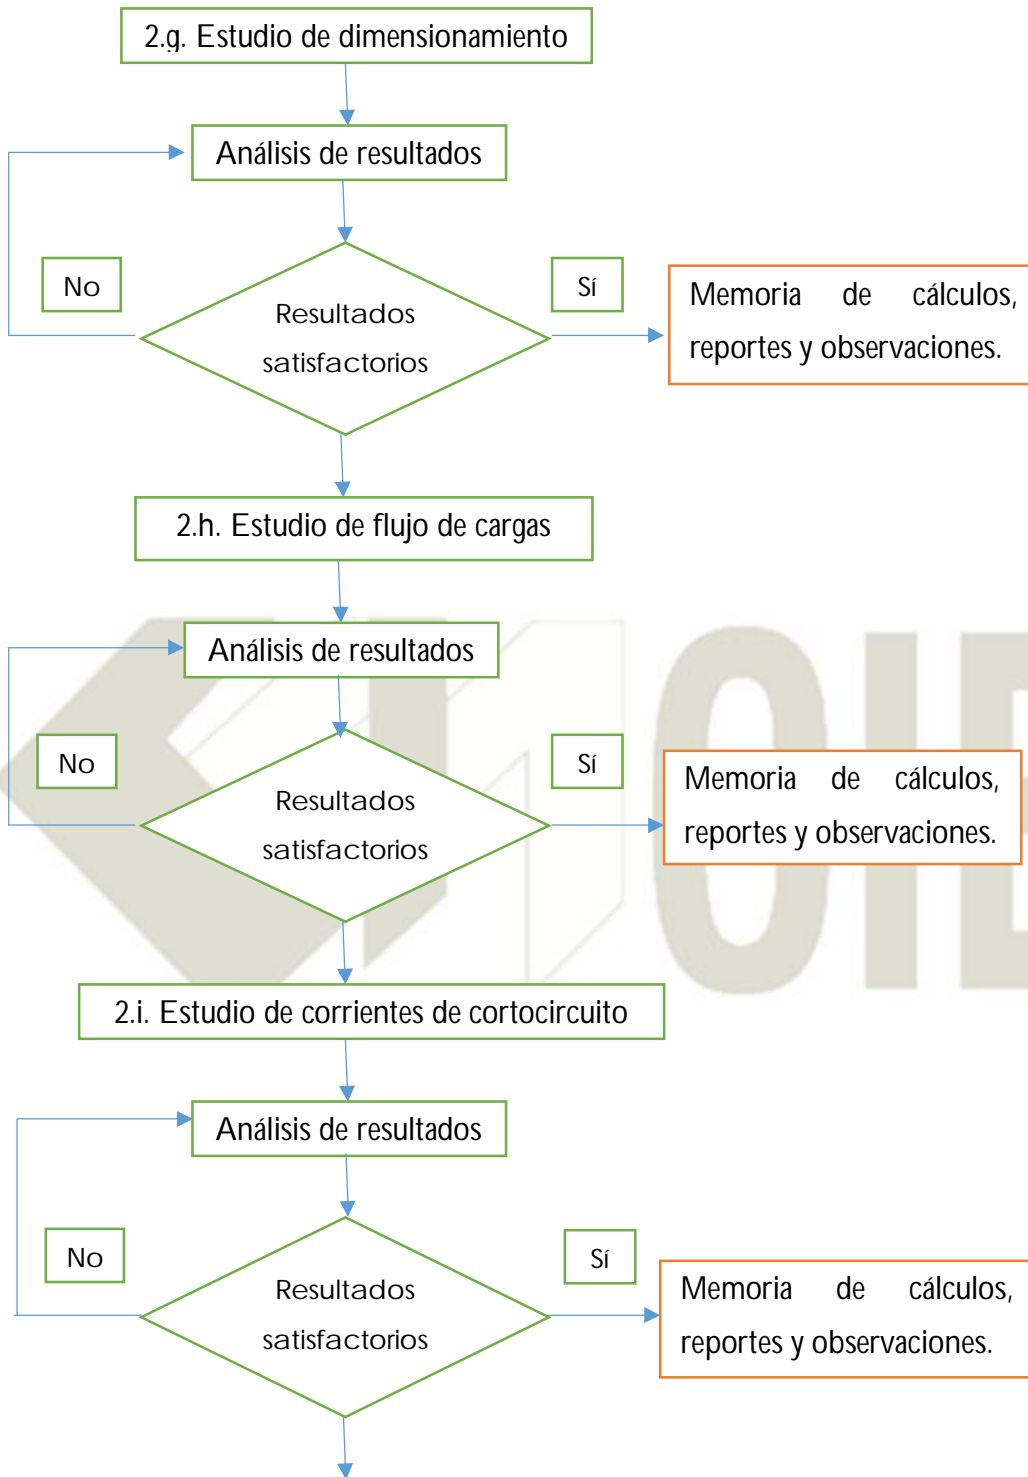 2.g. Estudio de dimensionamiento
Análisis de resultados
No
Sí
Resultados
satisfactorios
Memoria de cálculos,
reportes y observaciones.
2.h. Estudio de flujo de cargas
Análisis de resultados
No
Sí
Resultados
satisfactorios
Memoria de cálculos,
reportes y observaciones.
2.i. Estudio de corrientes de cortocircuito
Análisis de resultados
No
Sí
Resultados
satisfactorios
Memoria de cálculos,
reportes y observaciones.